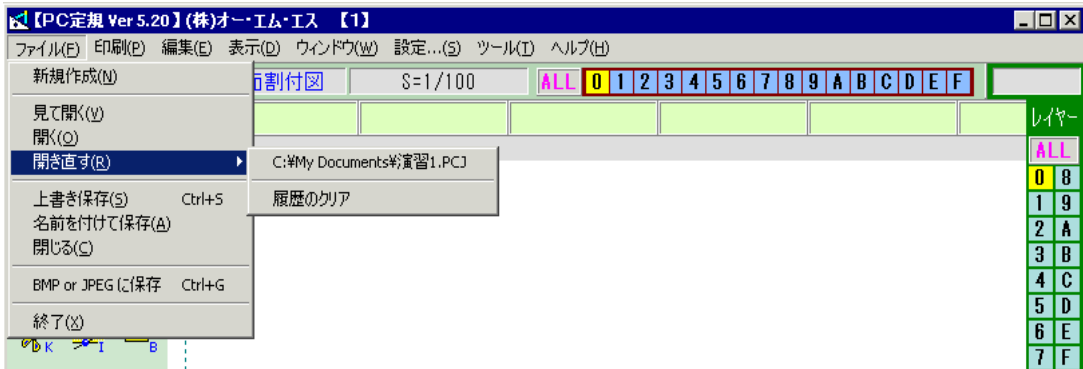 【PC定規 Ver 5.20】(株)オー・エム・エス 【1】
ファイル(F) 印刷(P) 編集(E) 表示(D) ウィンドウ(W) 設定...(S) ツール(T) ヘルプ(H)
割付図 S=1/100 ALL 0 1 2 3 4 5 6 7 8 9 A B C D E F
新規作成(N)
見て開く(V)
開く(O)
開き直す(R)
C:¥My Documents¥演習1.PCJ
履歴のクリア
上書き保存(S) Ctrl+S
名前を付けて保存(A)
閉じる(C)
BMP or JPEG に保存 Ctrl+G
終了(X)
K I B
レイヤー
ALL
0 8
1 9
2 A
3 B
4 C
5 D
6 E
7 F